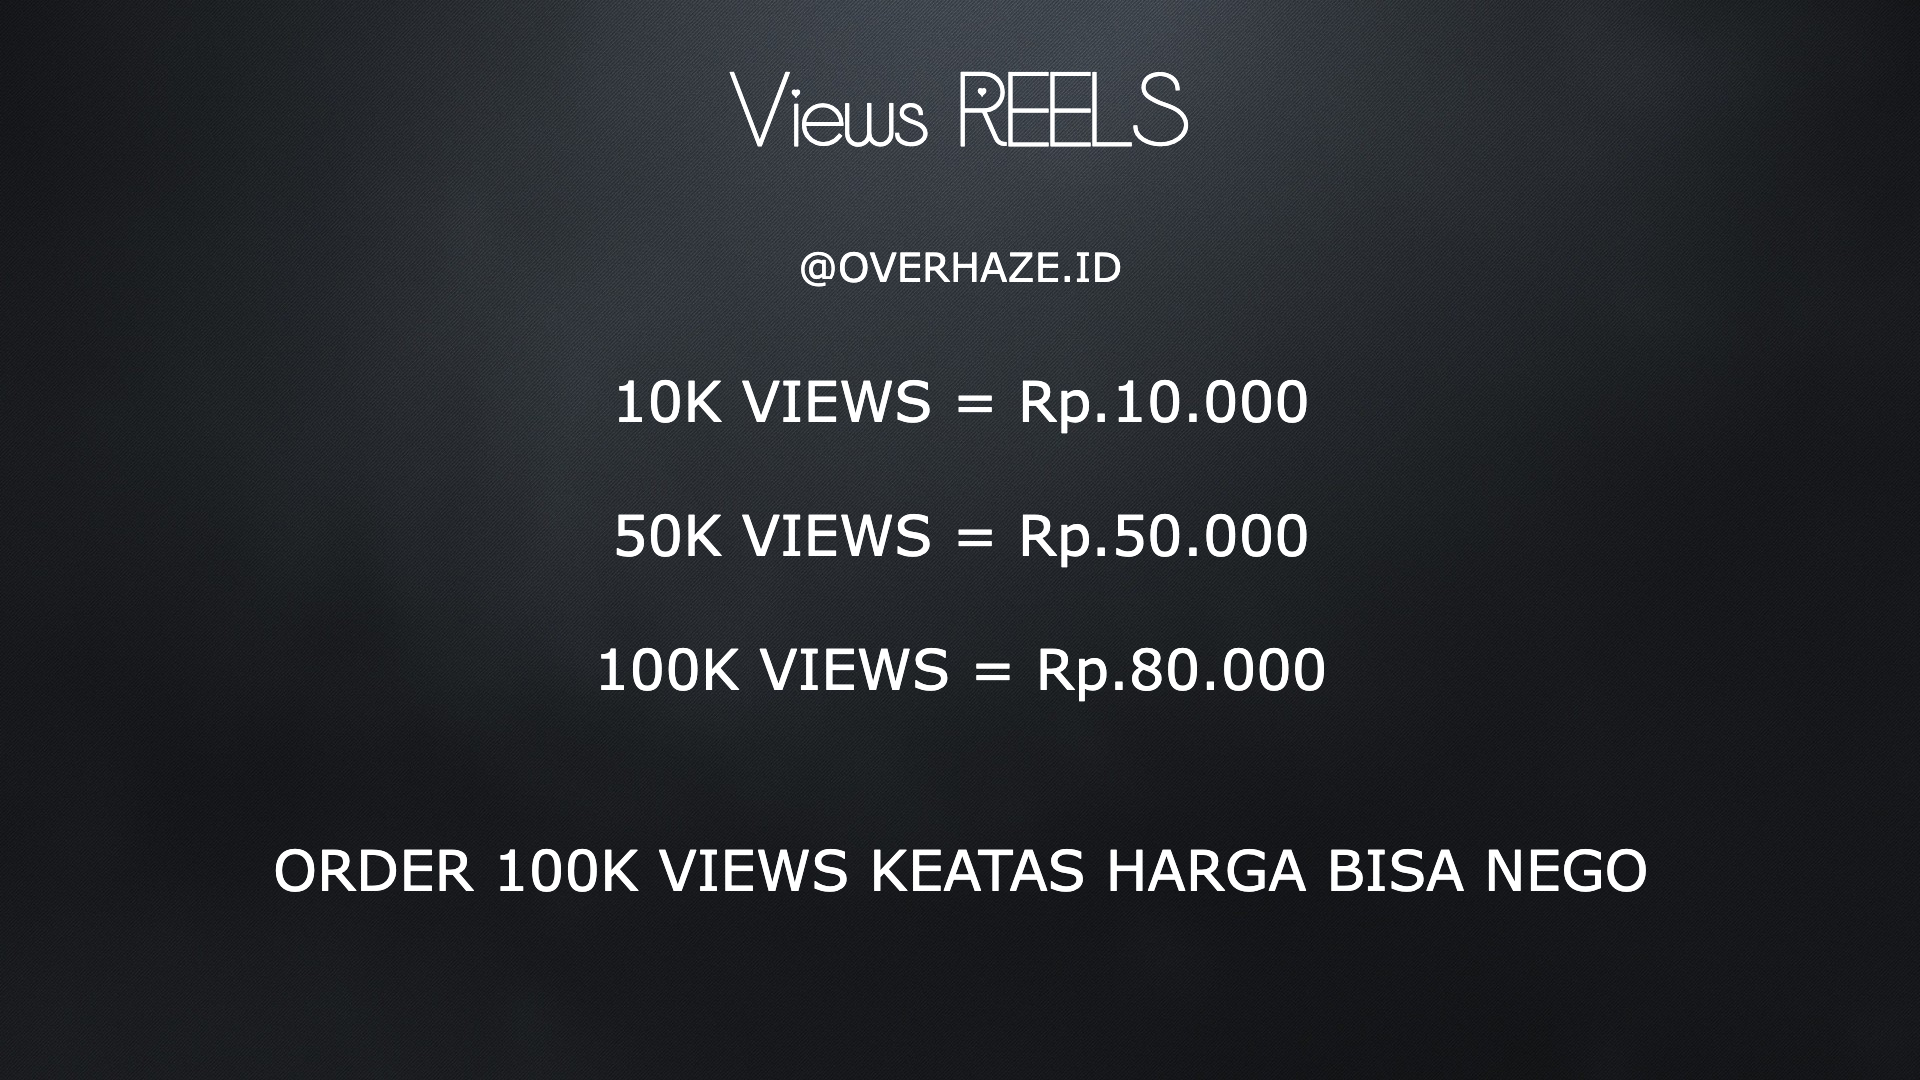 Views REELS
@OVERHAZE.ID
10K VIEWS = Rp.10.000
50K VIEWS = Rp.50.000
100K VIEWS = Rp.80.000
ORDER 100K VIEWS KEATAS HARGA BISA NEGO